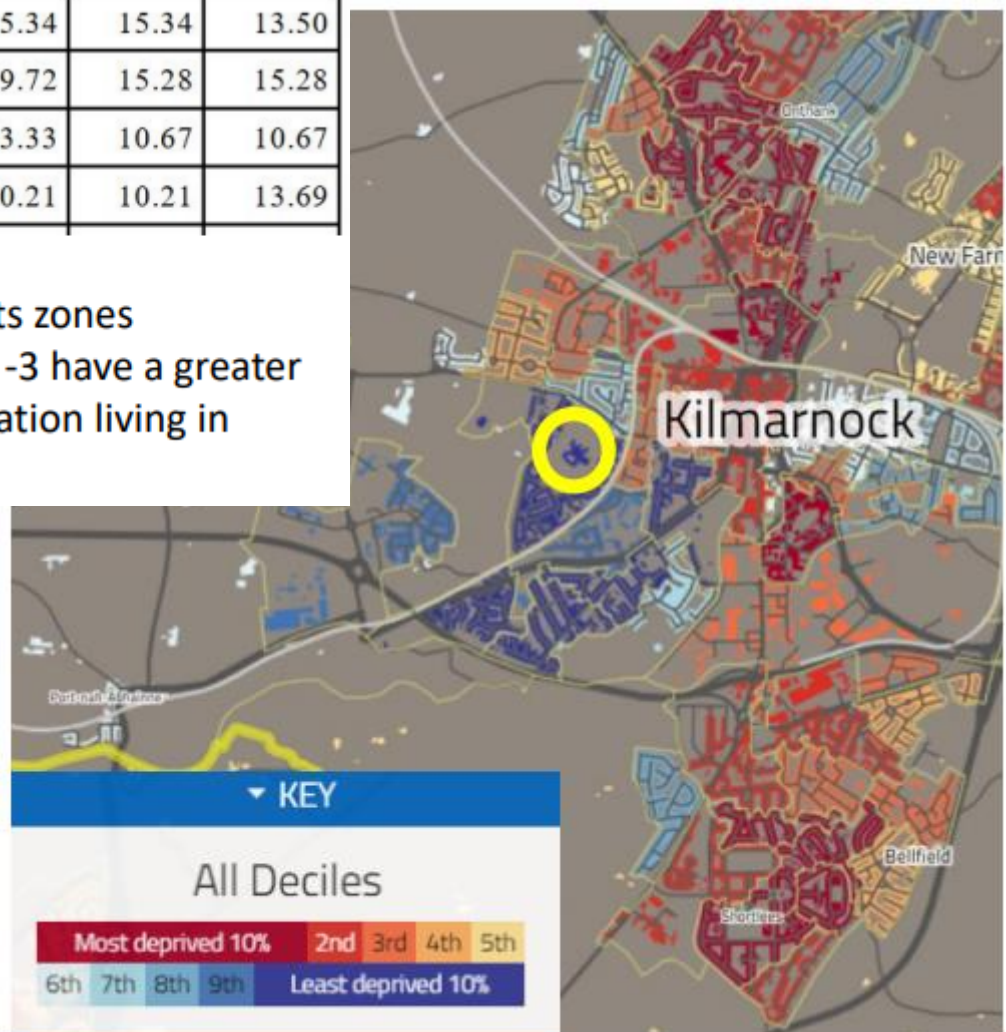 5.34 15.34 13.50
9.72 15.28 15.28
3.33 10.67 10.67
0.21 10.21 13.69
ts zones
-3 have a greater
ation living in
Onthank
New Farr
Kilmarnock
Bellfield
Shortlees
KEY
All Deciles
Most deprived 10% 2nd 3rd 4th 5th
6th 7th 8th 9th Least deprived 10%